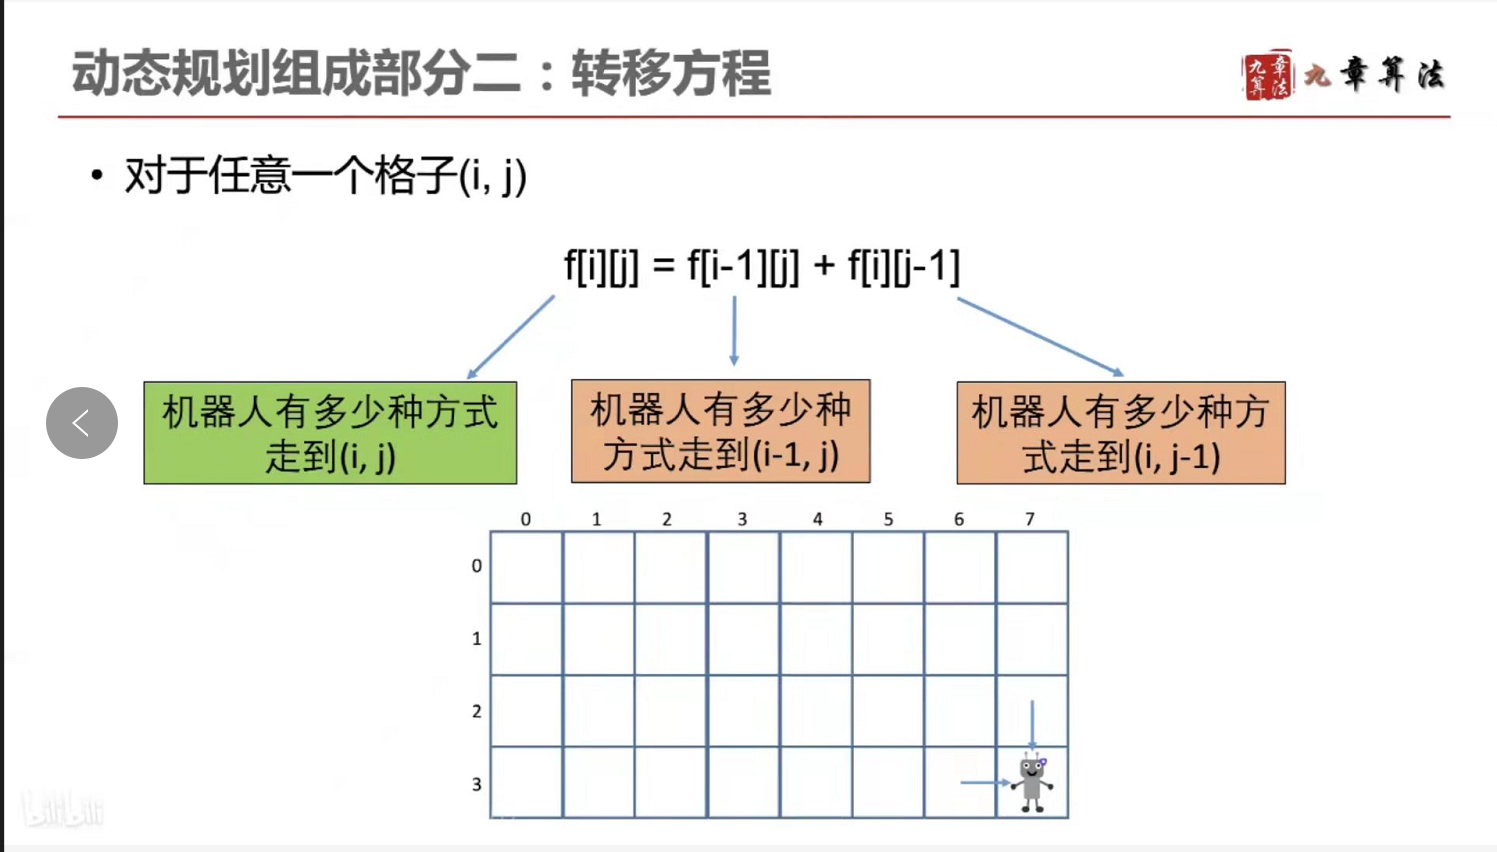 动态规划组成部分二：转移方程
九章算法
九章算法
• 对于任意一个格子(i, j)
f[i][j] = f[i-1][j] + f[i][j-1]
机器人有多少种方式
走到(i, j)
机器人有多少种
方式走到(i-1, j)
机器人有多少种方
式走到(i, j-1)
0 1 2 3 4 5 6 7
0
1
2
3
bilibili